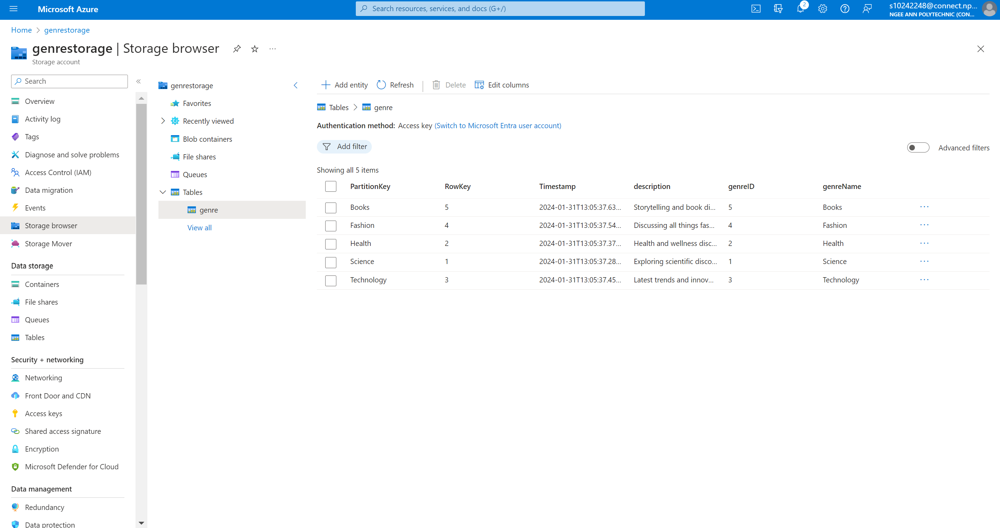 Microsoft Azure
Search resources, services, and docs (G+/)
2
s10242248@connect.np...
NGEE ANN POLYTECHNIC (CON...
Home > genrestorage
genrestorage | Storage browser
Storage account
Search
Overview
Activity log
Tags
Diagnose and solve problems
Access Control (IAM)
Data migration
Events
Storage browser
Storage Mover
Data storage
Containers
File shares
Queues
Tables
Security + networking
Networking
Front Door and CDN
Access keys
Shared access signature
Encryption
Microsoft Defender for Cloud
Data management
Redundancy
Data protection
genrestorage
Favorites
Recently viewed
Blob containers
File shares
Queues
Tables
genre
View all
Add entity Refresh Delete Edit columns
Tables > genre
Authentication method: Access key (Switch to Microsoft Entra user account)
Add filter
Advanced filters
Showing all 5 items
PartitionKey RowKey Timestamp description genreID genreName
Books 5 2024-01-31T13:05:37.63... Storytelling and book di... 5 Books
Fashion 4 2024-01-31T13:05:37.54... Discussing all things fas... 4 Fashion
Health 2 2024-01-31T13:05:37.37... Health and wellness disc... 2 Health
Science 1 2024-01-31T13:05:37.28... Exploring scientific disco... 1 Science
Technology 3 2024-01-31T13:05:37.45... Latest trends and innov... 3 Technology